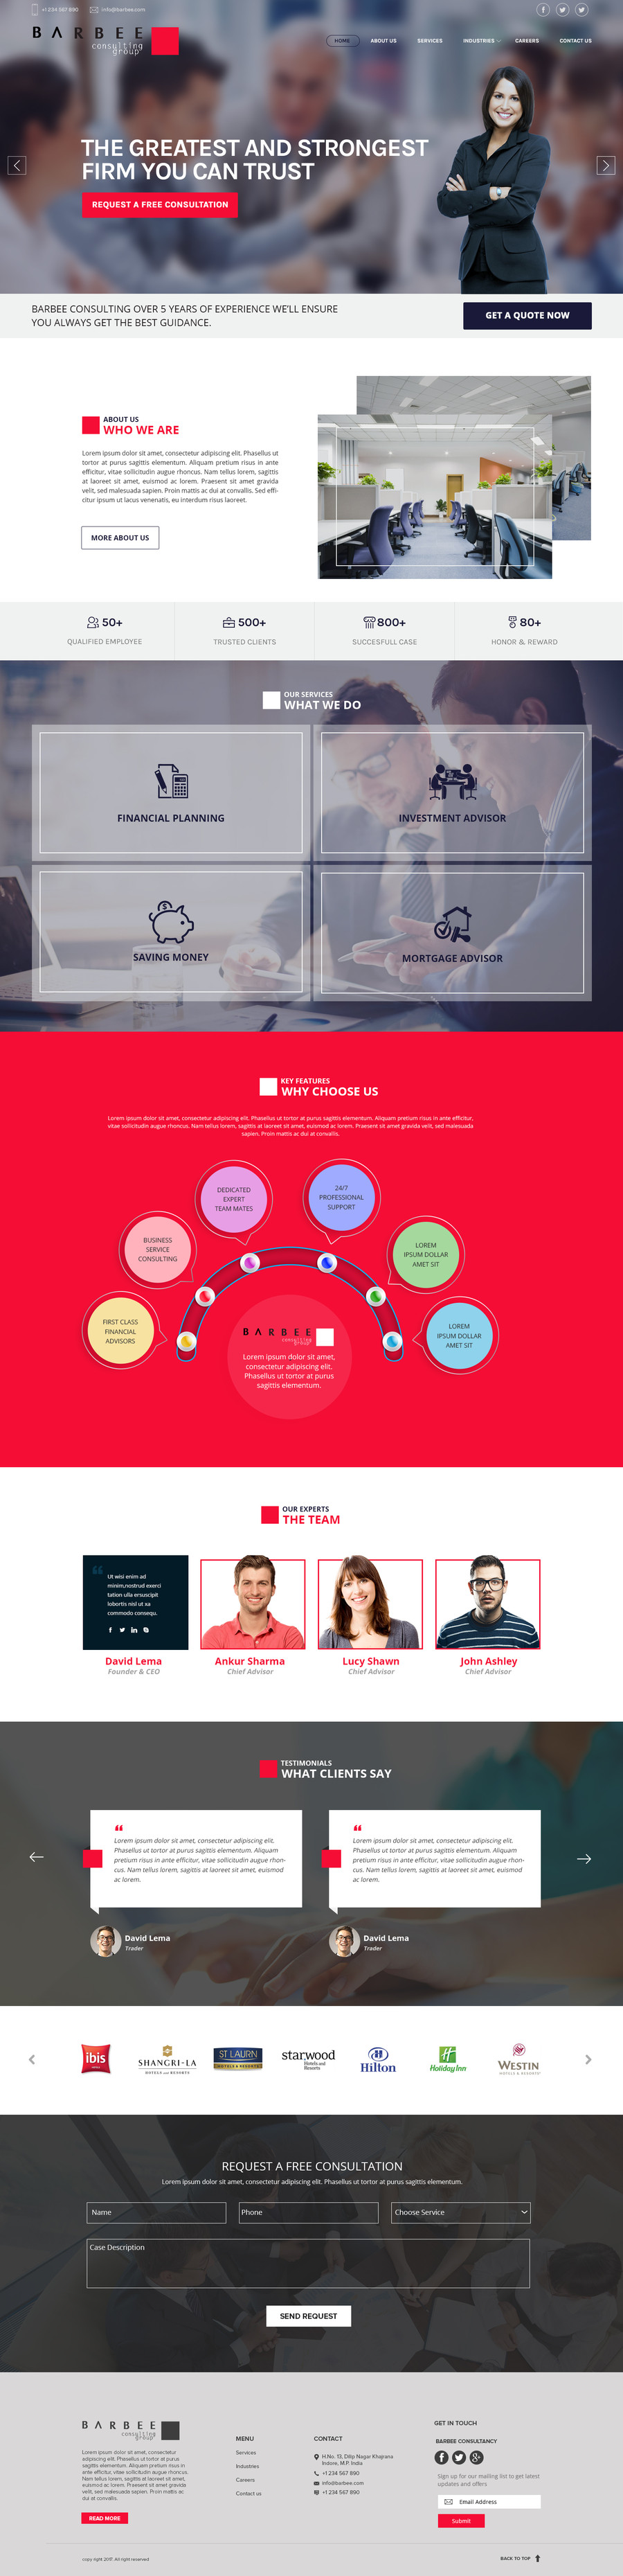 +1 234 567 890
info@barbee.com
BARBEE
consulting
group
HOME
ABOUT US
SERVICES
INDUSTRIES
CAREERS
CONTACT US
THE GREATEST AND STRONGEST
FIRM YOU CAN TRUST
REQUEST A FREE CONSULTATION
BARBEE CONSULTING OVER 5 YEARS OF EXPERIENCE WE'LL ENSURE
YOU ALWAYS GET THE BEST GUIDANCE.
GET A QUOTE NOW
ABOUT US
WHO WE ARE
Lorem ipsum dolor sit amet, consectetur adipiscing elit. Phasellus ut
tortor at purus sagittis elementum. Aliquam pretium risus in ante
efficitur, vitae sollicitudin augue rhoncus. Nam tellus lorem, sagittis
at laoreet sit amet, euismod ac lorem. Praesent sit amet gravida
velit, sed malesuada sapien. Proin mattis ac dui at convallis. Sed effi-
citur ipsum ut lacus venenatis, eu interdum risus laoreet.
MORE ABOUT US
50+
QUALIFIED EMPLOYEE
500+
TRUSTED CLIENTS
800+
SUCCESFULL CASE
80+
HONOR & REWARD
OUR SERVICES
WHAT WE DO
FINANCIAL PLANNING
INVESTMENT ADVISOR
SAVING MONEY
MORTGAGE ADVISOR
KEY FEATURES
WHY CHOOSE US
Lorem ipsum dolor sit amet, consectetur adipiscing elit. Phasellus ut tortor at purus sagittis elementum. Aliquam pretium risus in ante efficitur,
vitae sollicitudin augue rhoncus. Nam tellus lorem, sagittis at laoreet sit amet, euismod ac lorem. Praesent sit amet gravida velit, sed malesuada
sapien. Proin mattis ac dui at convallis.
DEDICATED
EXPERT
TEAM MATES
24/7
PROFESSIONAL
SUPPORT
BUSINESS
SERVICE
CONSULTING
LOREM
IPSUM DOLLAR
AMET SIT
FIRST CLASS
FINANCIAL
ADVISORS
LOREM
IPSUM DOLLAR
AMET SIT
BARBEE
consulting
group
Lorem ipsum dolor sit amet,
consectetur adipiscing elit.
Phasellus ut tortor at purus
sagittis elementum.
OUR EXPERTS
THE TEAM
Ut wisi enim ad
minim,nostrud exerci
tation ulla ersuscipit
lobortis nisl ut xa
commodo consequ.
David Lema
Founder & CEO
Ankur Sharma
Chief Advisor
Lucy Shawn
Chief Advisor
John Ashley
Chief Advisor
TESTIMONIALS
WHAT CLIENTS SAY
Lorem ipsum dolor sit amet, consectetur adipiscing elit.
Phasellus ut tortor at purus sagittis elementum. Aliquam
pretium risus in ante efficitur, vitae sollicitudin augue rhon-
cus. Nam tellus lorem, sagittis at laoreet sit amet, euismod
ac lorem.
David Lema
Trader
Lorem ipsum dolor sit amet, consectetur adipiscing elit.
Phasellus ut tortor at purus sagittis elementum. Aliquam
pretium risus in ante efficitur, vitae sollicitudin augue rhon-
cus. Nam tellus lorem, sagittis at laoreet sit amet, euismod
ac lorem.
David Lema
Trader
ibis
HOTEL
SHANGRI-LA
HOTELS and RESORTS
ST LAURN
HOTELS & RESORTS
starwood
Hotels and
Resorts
Hilton
Holiday Inn
WESTIN
HOTELS & RESORTS
REQUEST A FREE CONSULTATION
Lorem ipsum dolor sit amet, consectetur adipiscing elit. Phasellus ut tortor at purus sagittis elementum.
Name
Phone
Choose Service
Case Description
SEND REQUEST
BARBEE
consulting
group
Lorem ipsum dolor sit amet, consectetur
adipiscing elit. Phasellus ut tortor at purus
sagittis elementum. Aliquam pretium risus in
ante efficitur, vitae sollicitudin augue rhoncus.
Nam tellus lorem, sagittis at laoreet sit amet,
euismod ac lorem. Praesent sit amet gravida
velit, sed malesuada sapien. Proin mattis ac
dui at convallis.
READ MORE
MENU
Services
Industries
Careers
Contact us
CONTACT
H.No. 13, Dilip Nagar Khajrana
Indore, M.P. India
+1 234 567 890
info@barbee.com
+1 234 567 890
GET IN TOUCH
BARBEE CONSULTANCY
Sign up for our mailing list to get latest
updates and offers
Email Address
Submit
copy right 2017. All right reserved
BACK TO TOP